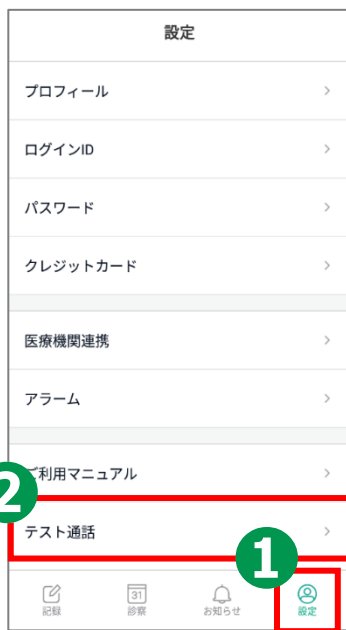 設定
プロフィール
ログインID
パスワード
クレジットカード
医療機関連携
アラーム
ご利用マニュアル
2
テスト通話
1
31
記録
診察
お知らせ
設定